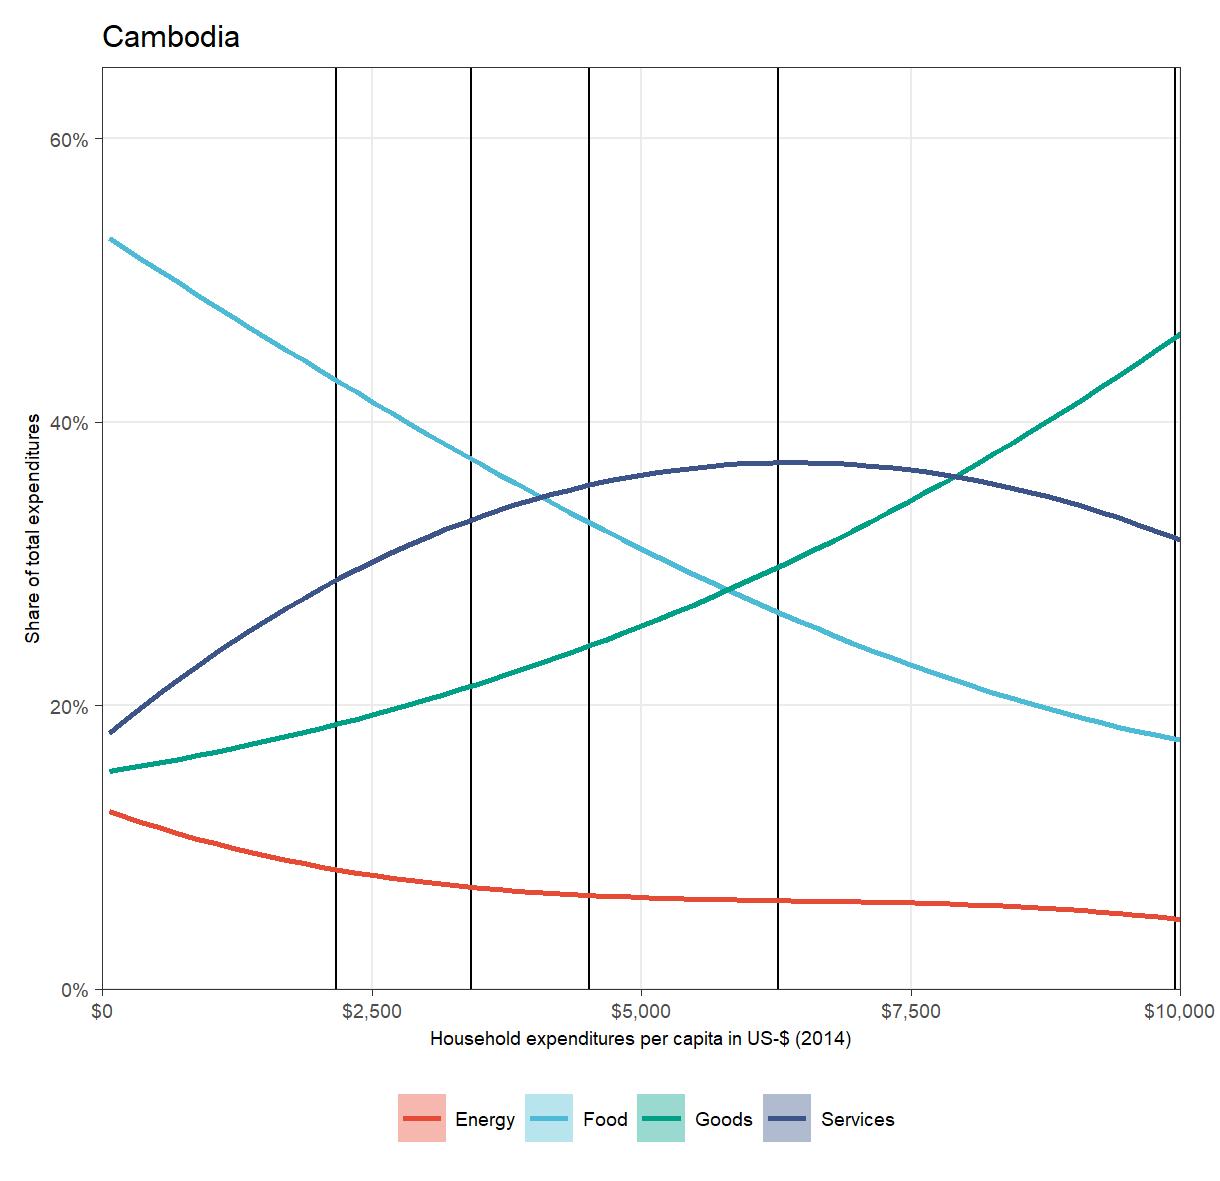 Cambodia
60%
40%
20%
0%
Share of total expenditures
$0 $2,500 $5,000 $7,500 $10,000
Household expenditures per capita in US-$ (2014)
Energy Food Goods Services